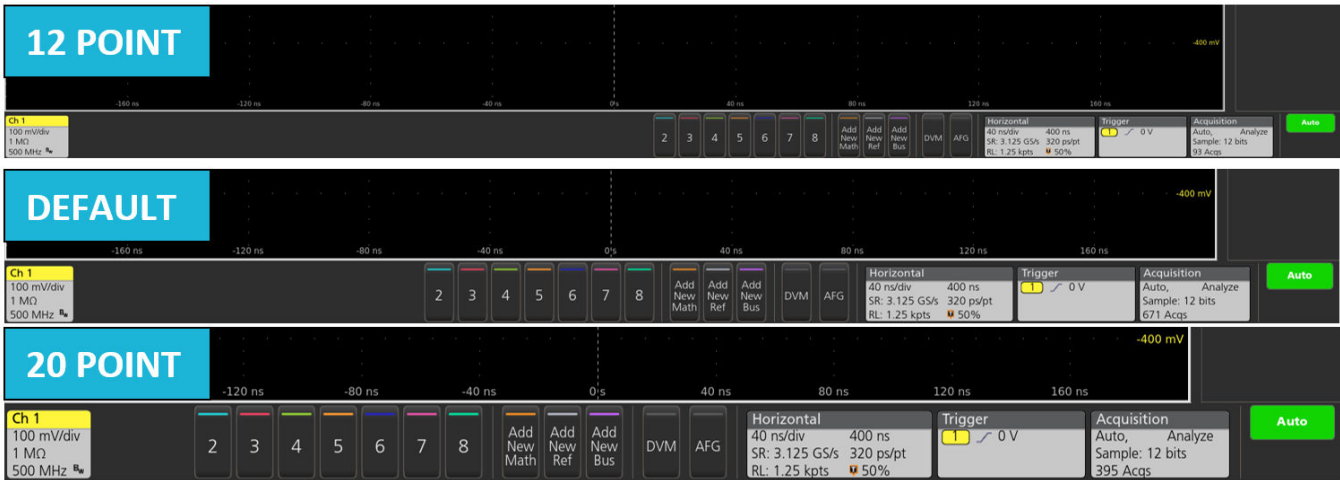 12 POINT
-400 mV
-160 ns -120 ns -80 ns -40 ns 0's 40 ns 80 ns 120 ns 160 ns
Ch 1
100 mV/div
1 MΩ
500 MHz Bw
2 3 4 5 6 7 8
Add New Math
Add New Ref
Add New Bus
DVM
AFG
Horizontal
40 ns/div 400 ns
SR: 3.125 GS/s 320 ps/pt
RL: 1.25 kpts 50%
Trigger
1 0 V
Acquisition
Auto, Analyze
Sample: 12 bits
93 Acqs
Auto
DEFAULT
-400 mV
-160 ns -120 ns -80 ns -40 ns 0's 40 ns 80 ns 120 ns 160 ns
Ch 1
100 mV/div
1 MΩ
500 MHz Bw
2 3 4 5 6 7 8
Add New Math
Add New Ref
Add New Bus
DVM
AFG
Horizontal
40 ns/div 400 ns
SR: 3.125 GS/s 320 ps/pt
RL: 1.25 kpts 50%
Trigger
1 0 V
Acquisition
Auto, Analyze
Sample: 12 bits
671 Acqs
Auto
20 POINT
-400 mV
-120 ns -80 ns -40 ns 0's 40 ns 80 ns 120 ns 160 ns
Ch 1
100 mV/div
1 MΩ
500 MHz Bw
2 3 4 5 6 7 8
Add New Math
Add New Ref
Add New Bus
DVM
AFG
Horizontal
40 ns/div 400 ns
SR: 3.125 GS/s 320 ps/pt
RL: 1.25 kpts 50%
Trigger
1 0 V
Acquisition
Auto, Analyze
Sample: 12 bits
395 Acqs
Auto